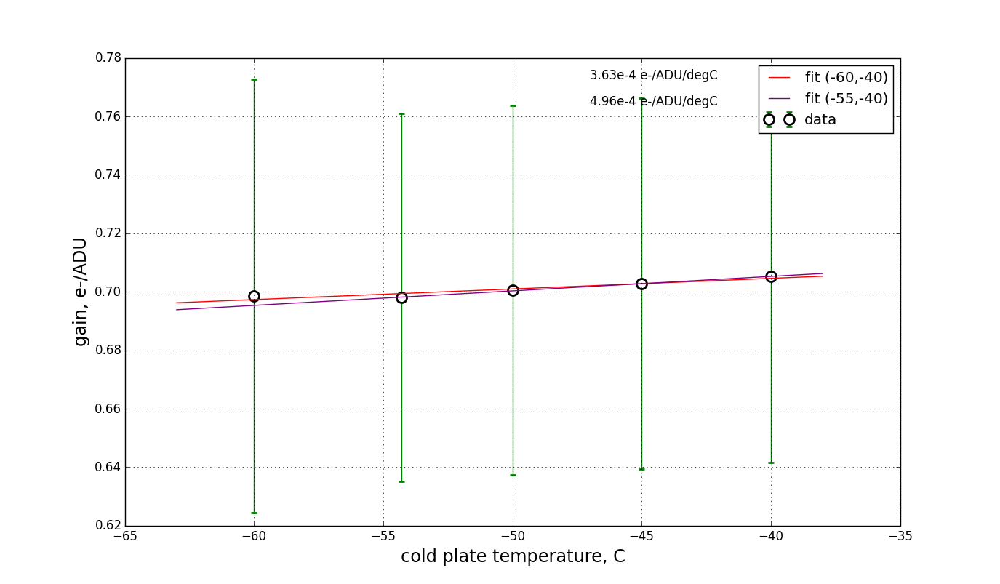 0.78
0.76
0.74
0.72
0.70
0.68
0.66
0.64
0.62
gain, e-/ADU
3.63e-4 e-/ADU/degC
4.96e-4 e-/ADU/degC
fit (-60,-40)
fit (-55,-40)
data
−65 −60 −55 −50 −45 −40 −35
cold plate temperature, C